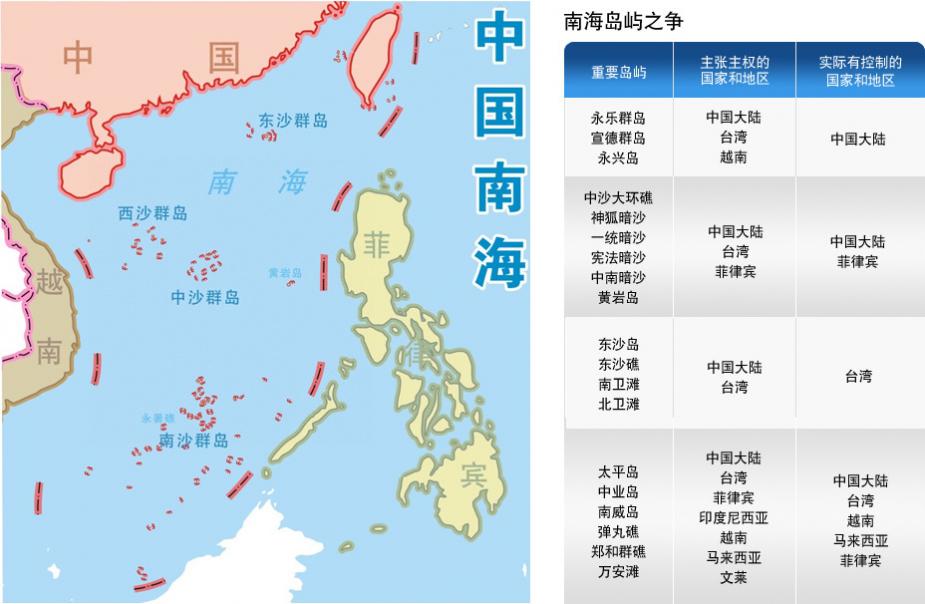 中国南海
中 国
东沙群岛
南 海
西沙群岛
菲
黄岩岛
越
中沙群岛
南
律
永暑礁
南沙群岛
宾
南海岛屿之争
重要岛屿
主张主权的
国家和地区
实际有控制的
国家和地区
永乐群岛
宣德群岛
永兴岛
中国大陆
台湾
越南
中国大陆
中沙大环礁
神狐暗沙
一统暗沙
宪法暗沙
中南暗沙
黄岩岛
中国大陆
台湾
菲律宾
中国大陆
菲律宾
东沙岛
东沙礁
南卫滩
北卫滩
中国大陆
台湾
台湾
太平岛
中业岛
南威岛
弹丸礁
郑和群礁
万安滩
中国大陆
台湾
菲律宾
印度尼西亚
越南
马来西亚
文莱
中国大陆
台湾
越南
马来西亚
菲律宾